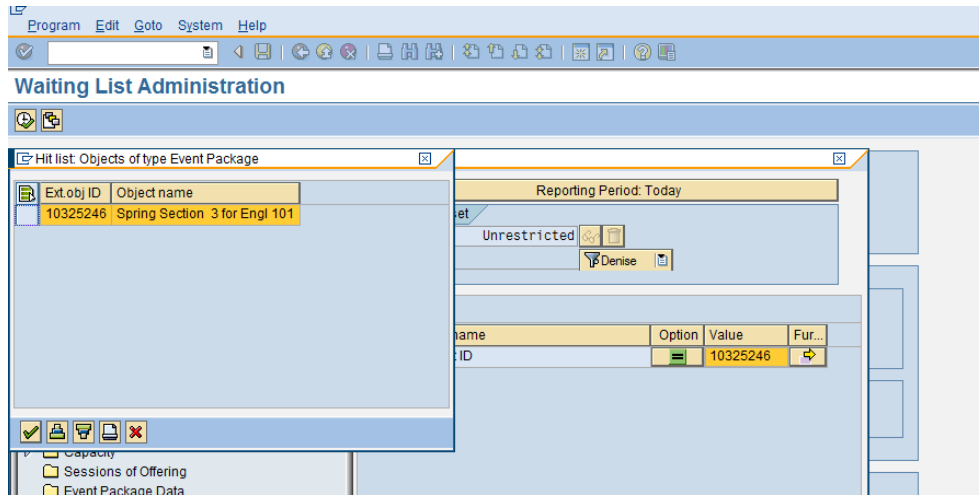 Program Edit Goto System Help
Waiting List Administration
Hit list: Objects of type Event Package
Ext.obj ID Object name
10325246 Spring Section 3 for Engl 101
Reporting Period: Today
set
Unrestricted
Denise
name Option Value Fur...
ID = 10325246
Capacity
Sessions of Offering
Event Package Data